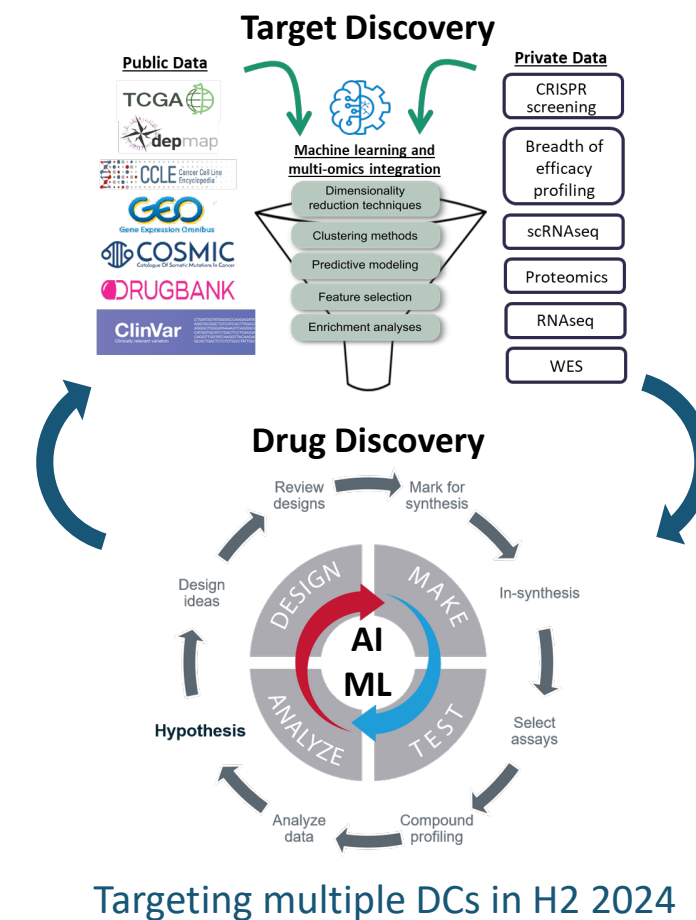 Target Discovery
Public Data
TCGA
depmap
CCLE Cancer Cell Line
Encyclopedia
GEO
Gene Expression Omnibus
COSMIC
Catalogue Of Somatic Mutations In Cancer
DRUGBANK
ClinVar
Clinically relevant variation
Machine learning and
multi-omics integration
Dimensionality
reduction techniques
Clustering methods
Predictive modeling
Feature selection
Enrichment analyses
Private Data
CRISPR
screening
Breadth of
efficacy
profiling
scRNAseq
Proteomics
RNAseq
WES
Drug Discovery
Review
designs
Mark for
synthesis
In-synthesis
Select
assays
Compound
profiling
Analyze
data
Hypothesis
Design
ideas
DESIGN
MAKE
TEST
ANALYZE
AI
ML
Targeting multiple DCs in H2 2024